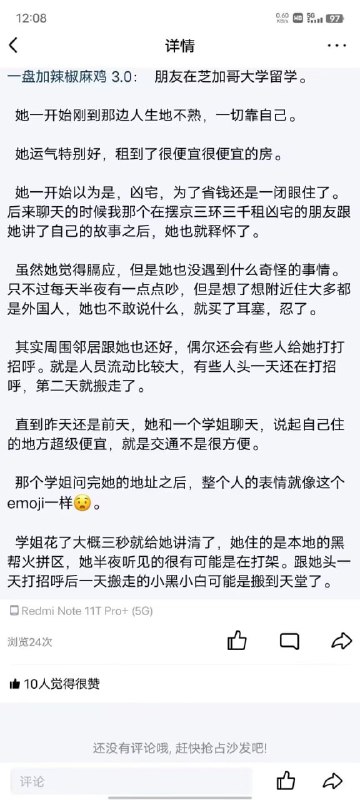 12:08
0.60 KB/S HD 5G 97
详情
一盘加辣椒麻鸡 3.0： 朋友在芝加哥大学留学。
她一开始刚到那边人生地不熟，一切靠自己。
她运气特别好，租到了很便宜很便宜的房。
她一开始以为是，凶宅，为了省钱还是一闭眼住了。
后来聊天的时候我那个在摆京三环三千租凶宅的朋友跟
她讲了自己的故事之后，她也就释怀了。
虽然她觉得膈应，但是她也没遇到什么奇怪的事情。
只不过每天半夜有一点点吵，但是想了想附近住大多都
是外国人，她也不敢说什么，就买了耳塞，忍了。
其实周围邻居跟她也还好，偶尔还会有些人给她打打
招呼。就是人员流动比较大，有些人头一天还在打招
呼，第二天就搬走了。
直到昨天还是前天，她和一个学姐聊天，说起自己住
的地方超级便宜，就是交通不是很方便。
那个学姐问完她的地址之后，整个人的表情就像这个
emoji一样😧。
学姐花了大概三秒就给她讲清了，她住的是本地的黑
帮火拼区，她半夜听见的很有可能是在打架。跟她头一
天打招呼后一天搬走的小黑小白可能是搬到天堂了。
Redmi Note 11T Pro+ (5G)
浏览24次
10人觉得很赞
还没有评论哦，赶快抢占沙发吧!
评论